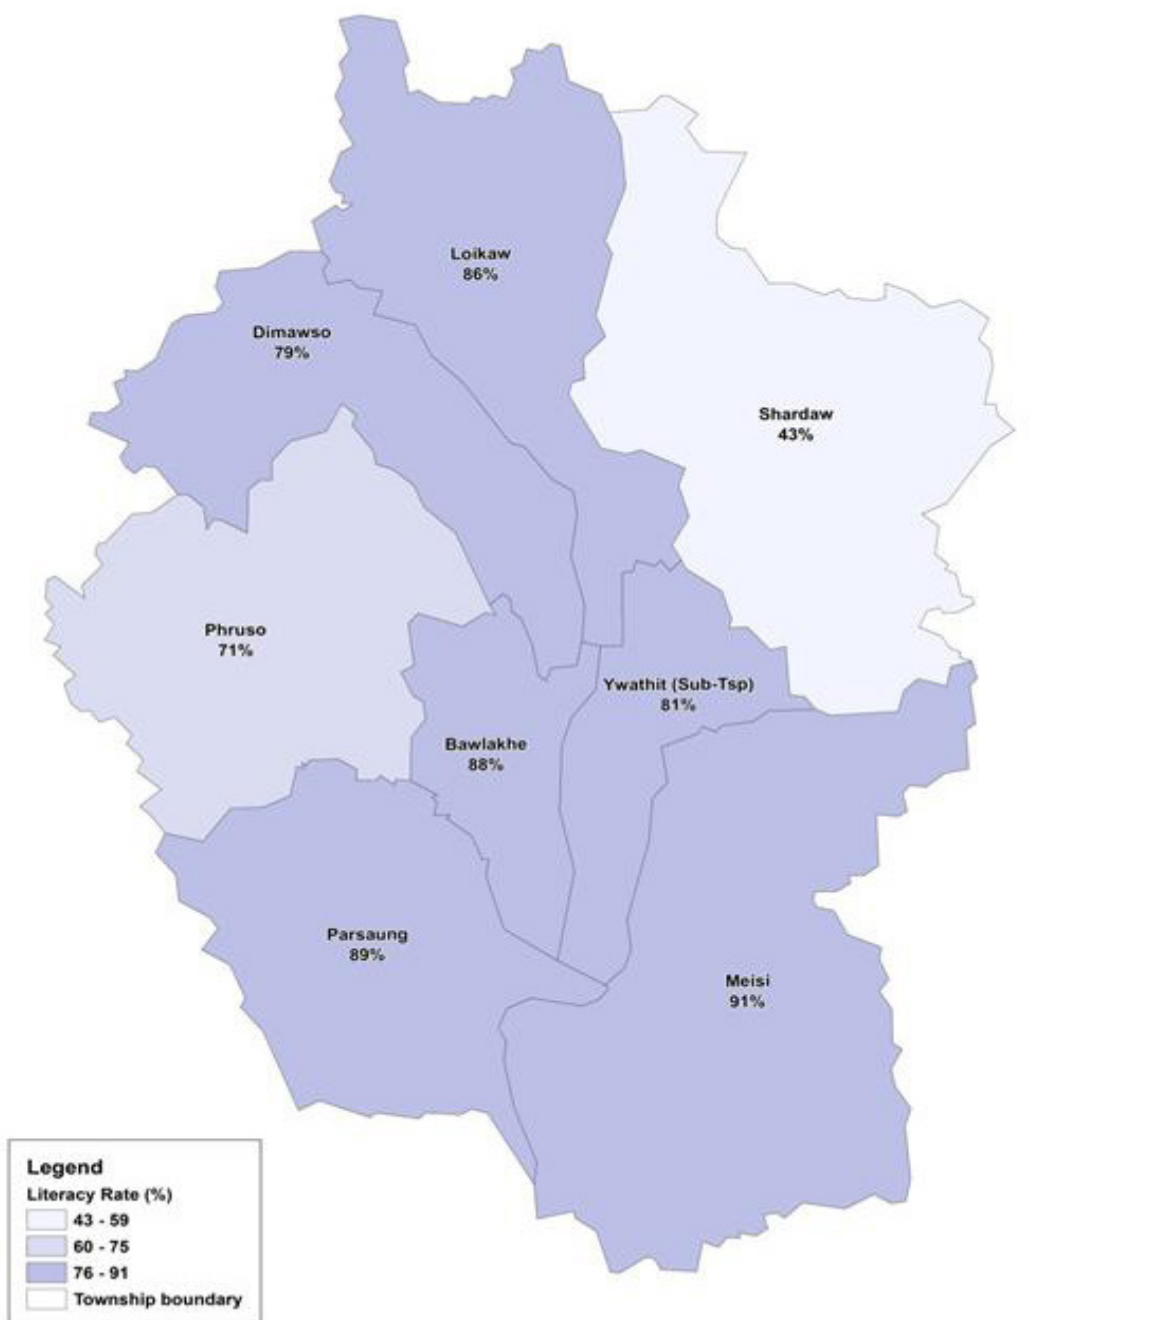 Loikaw
86%
Dimawso
79%
Shardaw
43%
Phruso
71%
Ywathit (Sub-Tsp)
81%
Bawlakhe
88%
Parsaung
89%
Meisi
91%
Legend
Literacy Rate (%)
43 - 59
60 - 75
76 - 91
Township boundary